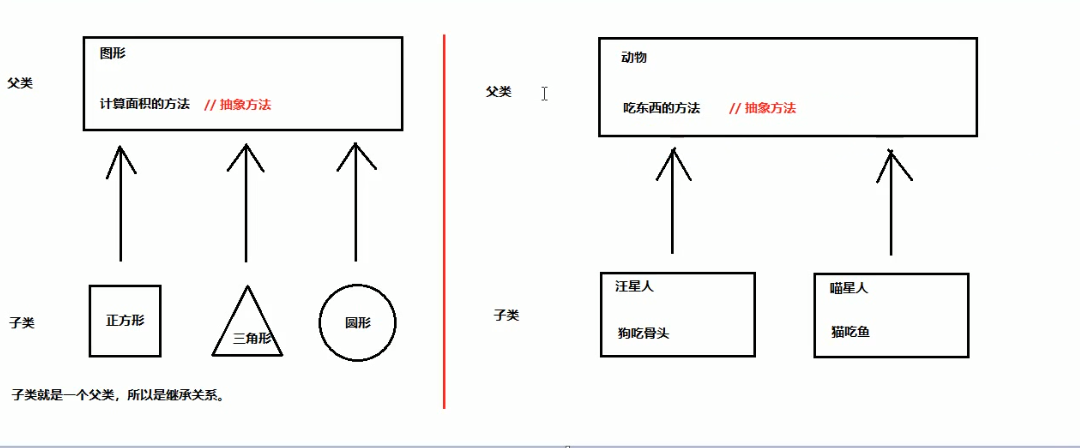 图形
父类
计算面积的方法 // 抽象方法
正方形
三角形
圆形
子类
子类就是一个父类，所以是继承关系。
动物
父类
吃东西的方法 // 抽象方法
汪星人
狗吃骨头
喵星人
猫吃鱼
子类